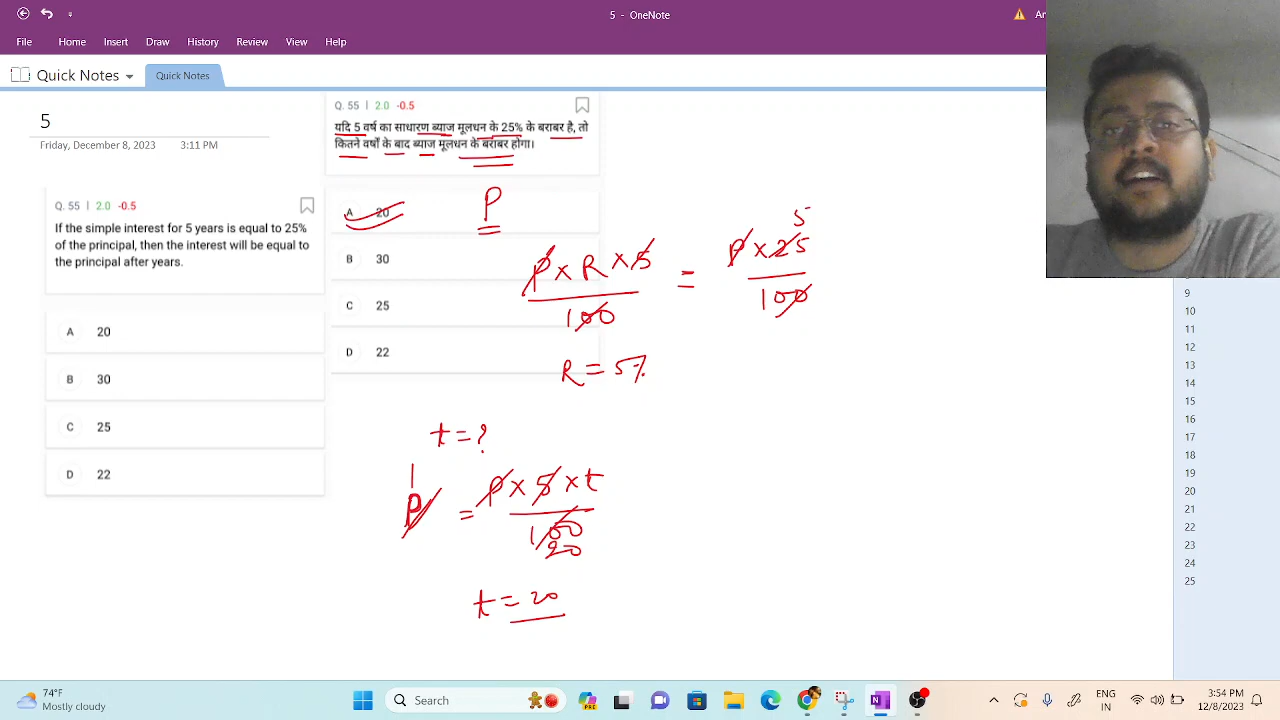 5 - OneNote
An
File Home Insert Draw History Review View Help
Quick Notes
Quick Notes
5
Friday, December 8, 2023 3:11 PM
Q. 55 | 2.0 -0.5
यदि 5 वर्ष का साधारण ब्याज मूलधन के 25% के बराबर है, तो
कितने वर्षों के बाद ब्याज मूलधन के बराबर होगा।
A 20
B 30
C 25
D 22
Q. 55 | 2.0 -0.5
If the simple interest for 5 years is equal to 25%
of the principal, then the interest will be equal to
the principal after years.
A 20
B 30
C 25
D 22
P
5
P × R × 5 = P × 25
100 100
R = 5%
t = ?
1
P = P × 5 × t
100
20
t = 20
9
10
11
12
13
14
15
16
17
18
19
20
21
22
23
24
25
74°F
Mostly cloudy
Search
PRE
ENG
IN
3:54 PM
12/8/2023